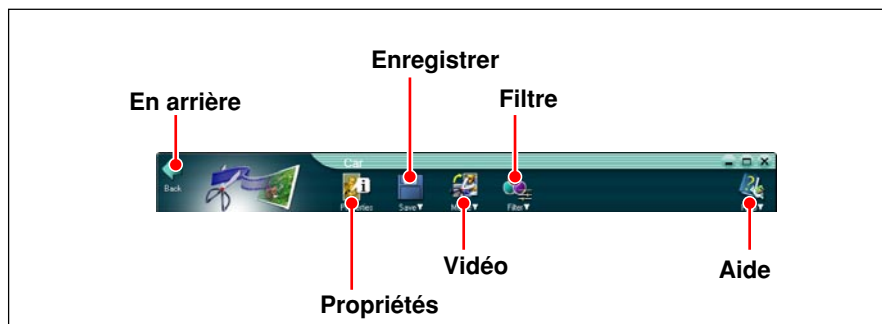 Enregistrer
En arrière
Filtre
Car
Back
Save▼
Filter▼
Vidéo
Aide
Propriétés